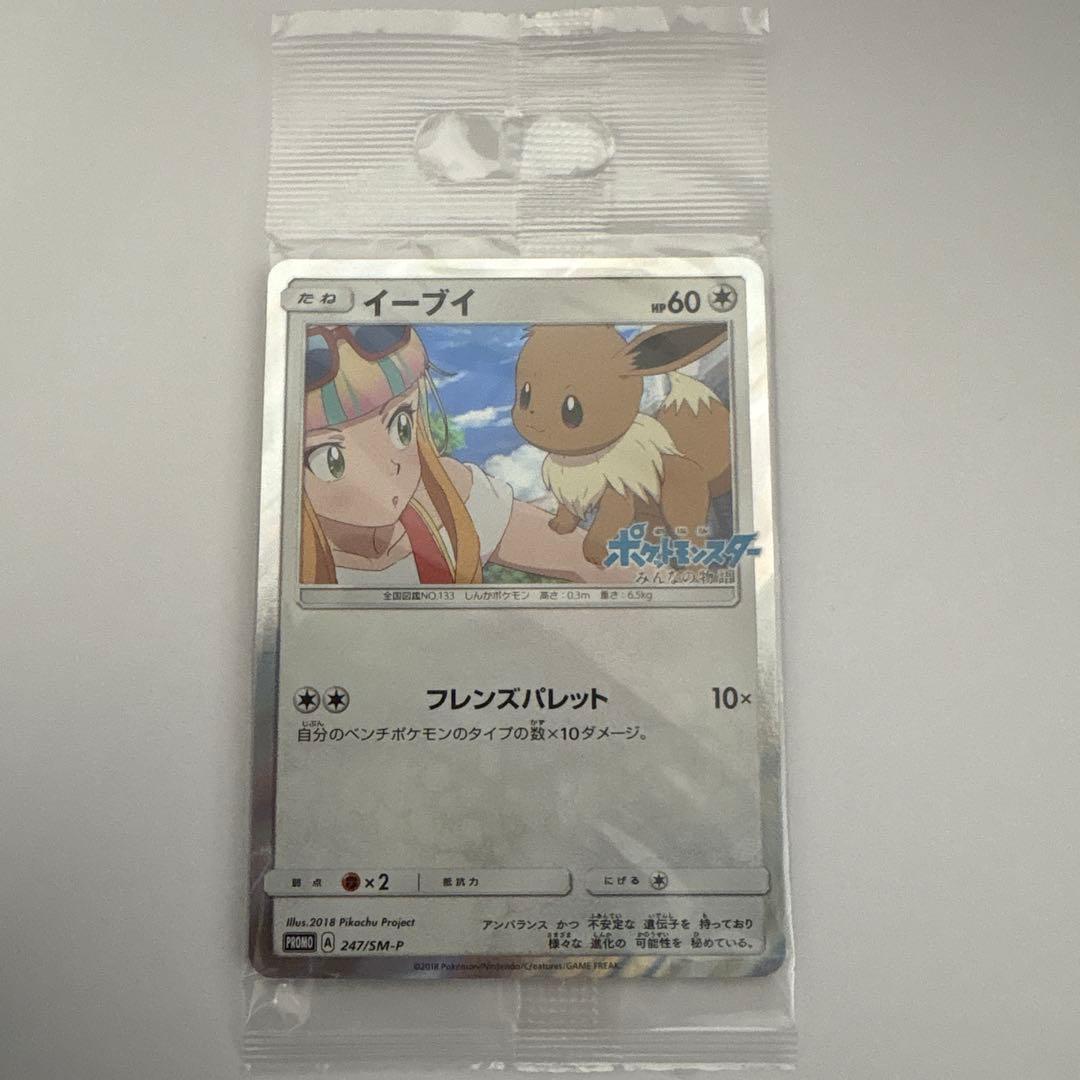 たね イーブイ HP60
ポケットモンスター
みんなの物語
全国図鑑NO.133 しんかポケモン 高さ:0.3m 重さ:6.5kg
フレンズパレット 10×
自分のベンチポケモンのタイプの数×10ダメージ。
弱点 ×2 抵抗力 にげる
Illus.2018 Pikachu Project
PROMO A 247/SM-P
アンバランス かつ 不安定な 遺伝子を 持っており
様々な 進化の 可能性を 秘めている。
©2018 Pokémon/Nintendo/Creatures/GAME FREAK.